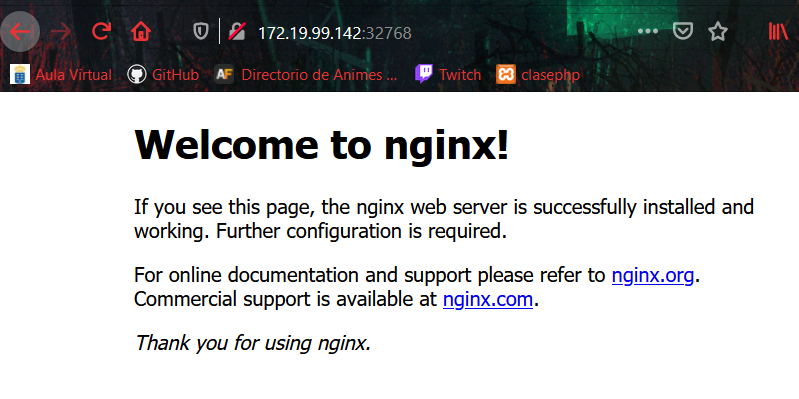 172.19.99.142:32768
Aula Virtual GitHub AF Directorio de Animes ... Twitch clasephp
Welcome to nginx!
If you see this page, the nginx web server is successfully installed and
working. Further configuration is required.
For online documentation and support please refer to nginx.org.
Commercial support is available at nginx.com.
Thank you for using nginx.